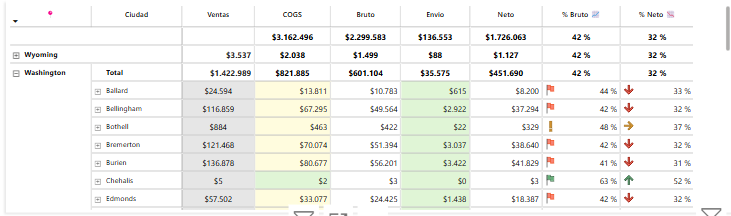 Ciudad Ventas COGS Bruto Envío Neto % Bruto % Neto
$3.162.496 $2.299.583 $136.553 $1.726.063 42 % 32 %
Wyoming $3.537 $2.038 $1.499 $88 $1.127 42 % 32 %
Washington Total $1.422.989 $821.885 $601.104 $35.575 $451.690 42 % 32 %
Ballard $24.594 $13.811 $10.783 $615 $8.200 44 % 33 %
Bellingham $116.859 $67.295 $49.564 $2.922 $37.294 42 % 32 %
Bothell $884 $463 $422 $22 $329 48 % 37 %
Bremerton $121.468 $70.074 $51.394 $3.037 $38.640 42 % 32 %
Burien $136.878 $80.677 $56.201 $3.422 $41.829 41 % 31 %
Chehalis $5 $2 $3 $0 $3 63 % 52 %
Edmonds $57.502 $33.077 $24.425 $1.438 $18.387 42 % 32 %